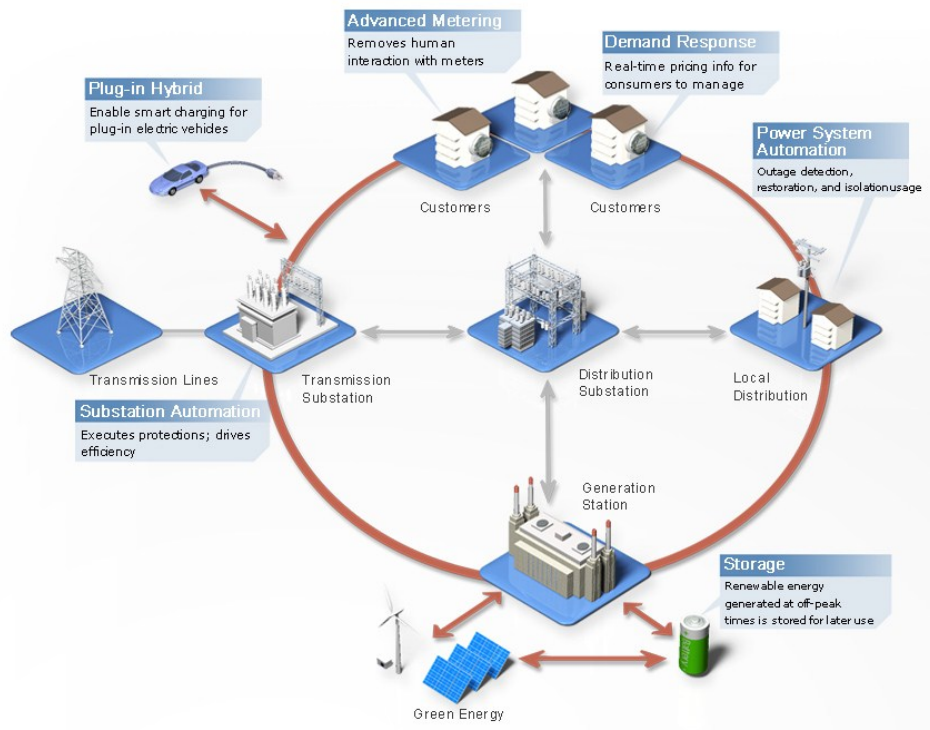 Advanced Metering
Removes human
interaction with meters
Demand Response
Real-time pricing info for
consumers to manage
Plug-in Hybrid
Enable smart charging for
plug-in electric vehicles
Power System
Automation
Outage detection,
restoration, and isolation usage
Customers
Customers
Transmission Lines
Transmission
Substation
Distribution
Substation
Local
Distribution
Substation Automation
Executes protections; drives
efficiency
Generation
Station
Storage
Renewable energy
generated at off-peak
times is stored for later use
Green Energy